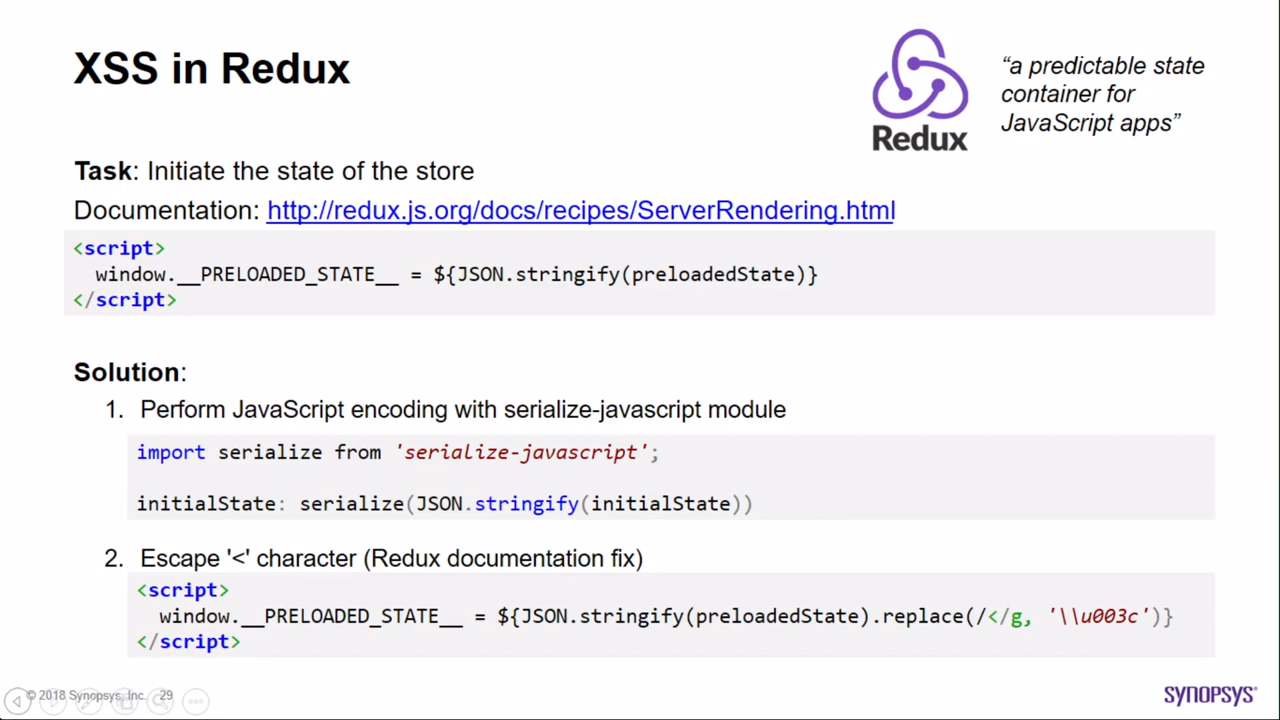 XSS in Redux
Redux
“a predictable state
container for
JavaScript apps”
Task: Initiate the state of the store
Documentation: http://redux.js.org/docs/recipes/ServerRendering.html
<script>
  window.__PRELOADED_STATE__ = ${JSON.stringify(preloadedState)}
</script>
Solution:
1. Perform JavaScript encoding with serialize-javascript module
import serialize from 'serialize-javascript';
initialState: serialize(JSON.stringify(initialState))
2. Escape '<' character (Redux documentation fix)
<script>
  window.__PRELOADED_STATE__ = ${JSON.stringify(preloadedState).replace(/</g, '\\u003c')}
</script>
© 2018 Synopsys, Inc. 29
SYNOPSYS®